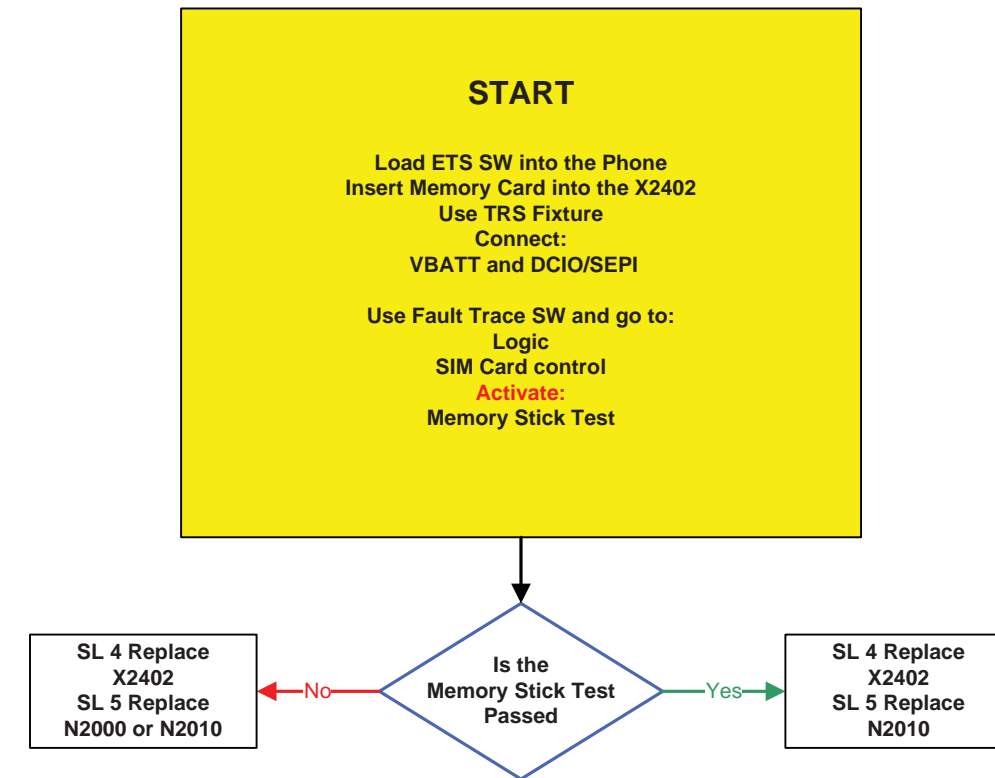 START
Load ETS SW into the Phone
Insert Memory Card into the X2402
Use TRS Fixture
Connect:
VBATT and DCIO/SEPI
Use Fault Trace SW and go to:
Logic
SIM Card control
Activate:
Memory Stick Test
Is the
Memory Stick Test
Passed
No
SL 4 Replace
X2402
SL 5 Replace
N2000 or N2010
Yes
SL 4 Replace
X2402
SL 5 Replace
N2010